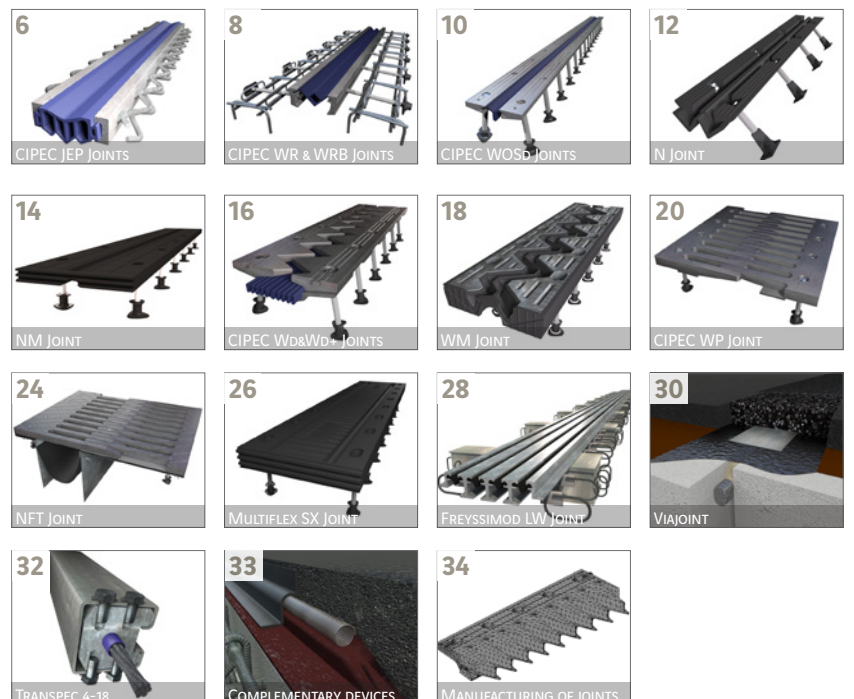 6
CIPEC JEP JOINTS
8
CIPEC WR & WRB JOINTS
10
CIPEC WOSD JOINTS
12
N JOINT
14
NM JOINT
16
CIPEC WD&WD+ JOINTS
18
WM JOINT
20
CIPEC WP JOINT
24
NFT JOINT
26
MULTIFLEX SX JOINT
28
FREYSSIMOD LW JOINT
30
VIAJOINT
32
TRANSPEC 4-18
33
COMPLEMENTARY DEVICES
34
MANUFACTURING OF JOINTS